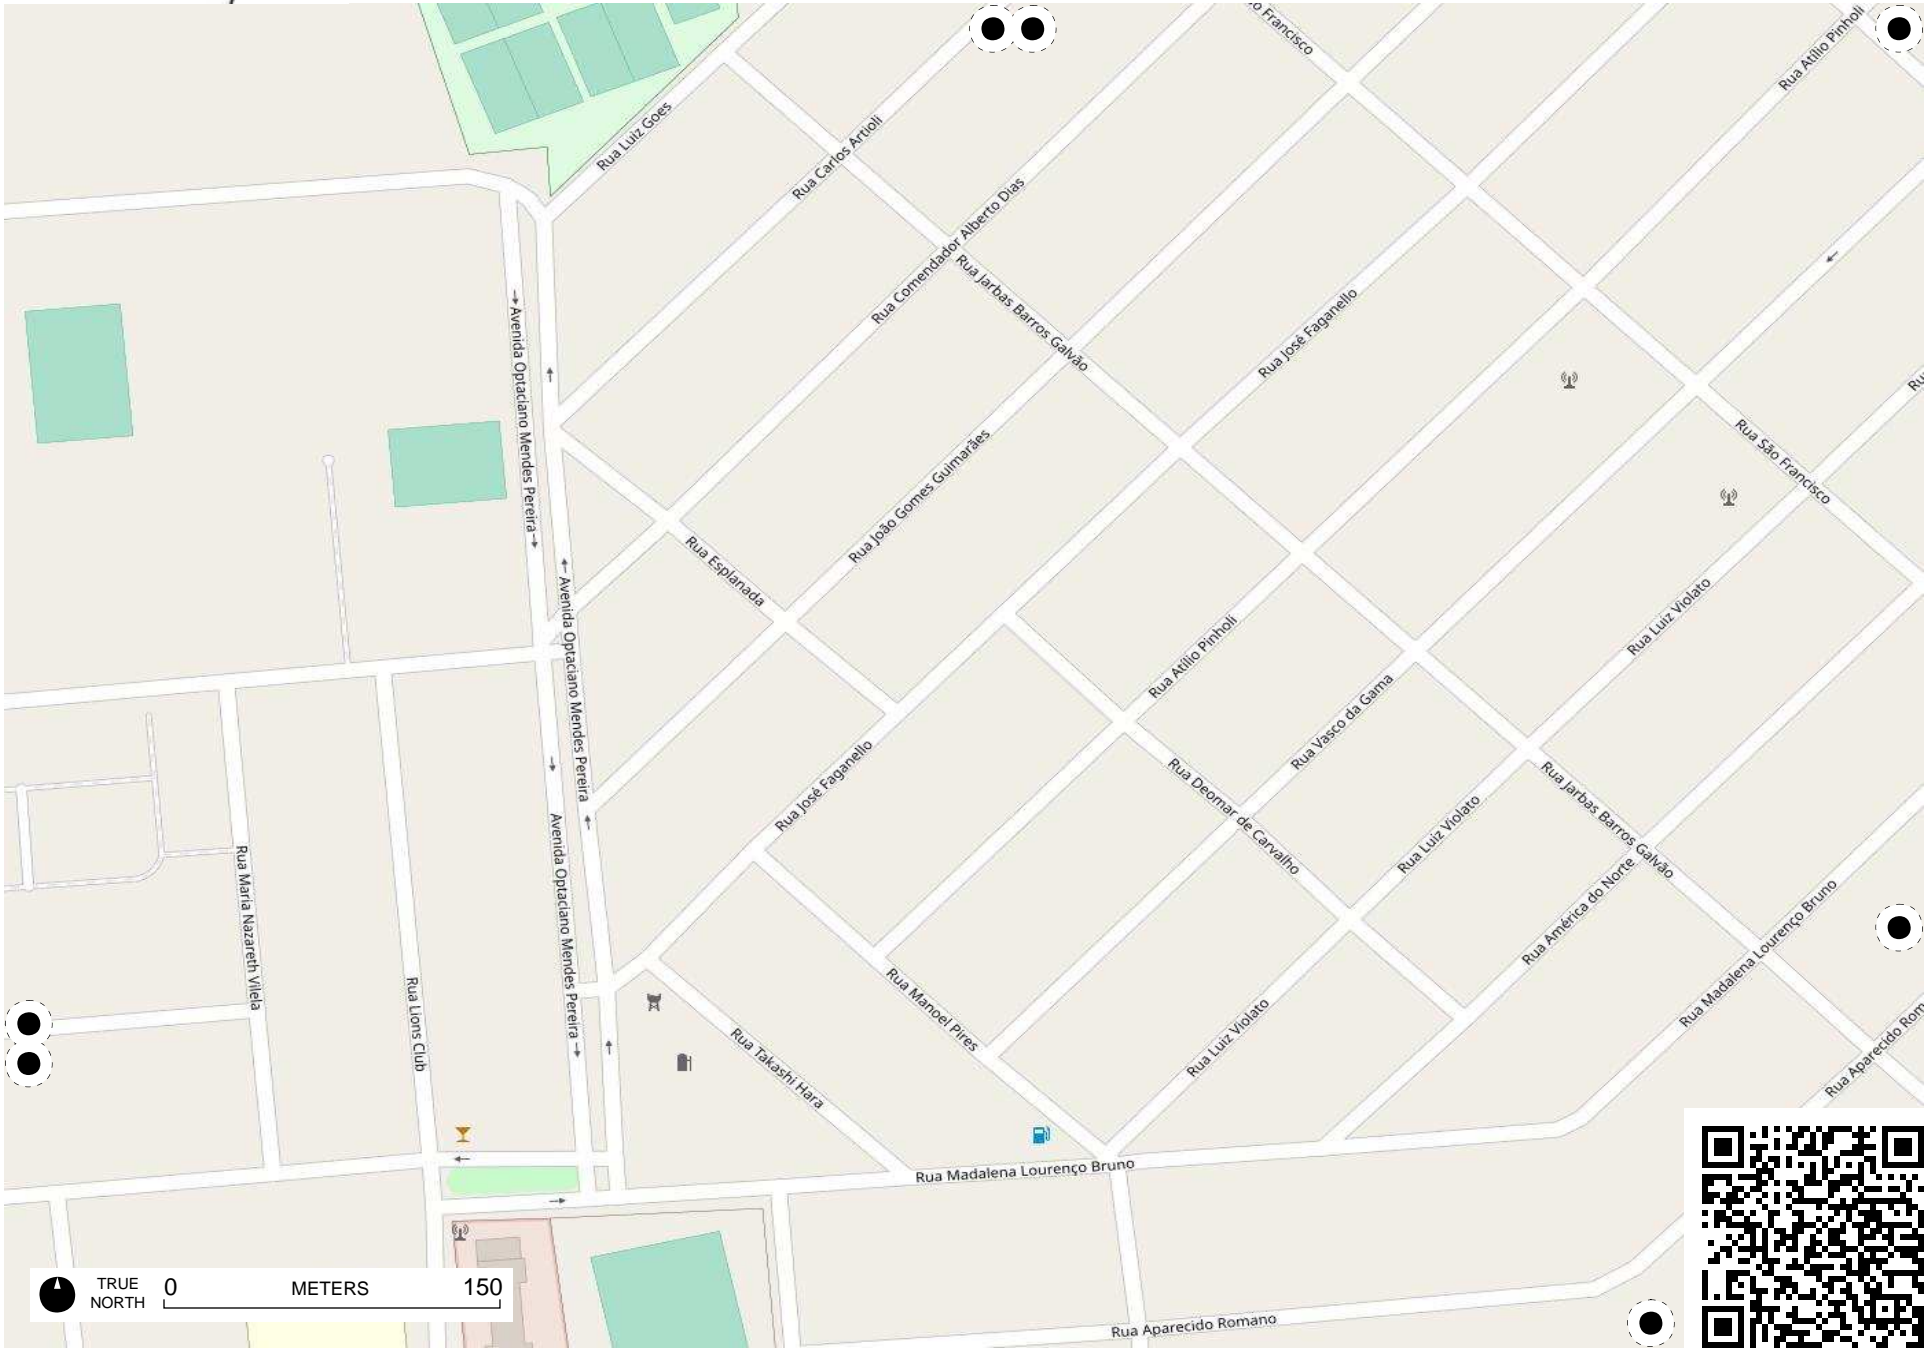 o Francisco
Rua Atílio Pinholi
Rua Luiz Goes
Rua Carlos Artioli
Rua Comendador Alberto Dias
Rua Jarbas Barros Galvão
Rua José Faganello
Avenida Optaciano Mendes Pereira
Rua João Gomes Guimarães
Rua São Francisco
Rua
Rua Esplanada
Avenida Optaciano Mendes Pereira
Rua Luiz Violato
Rua Atílio Pinholi
Rua Vasco da Gama
Rua José Faganello
Rua Deomar de Carvalho
Rua Luiz Violato
Rua Jarbas Barros Galvão
Avenida Optaciano Mendes Pereira
Rua Maria Nazareth Vilela
Rua América do Norte
Rua Madalena Lourenço Bruno
Rua Lions Club
Rua Manoel Pires
Rua Luiz Violato
Rua Takashi Hara
Rua Aparecido Rom
Rua Madalena Lourenço Bruno
TRUE NORTH
0 METERS 150
Rua Aparecido Romano